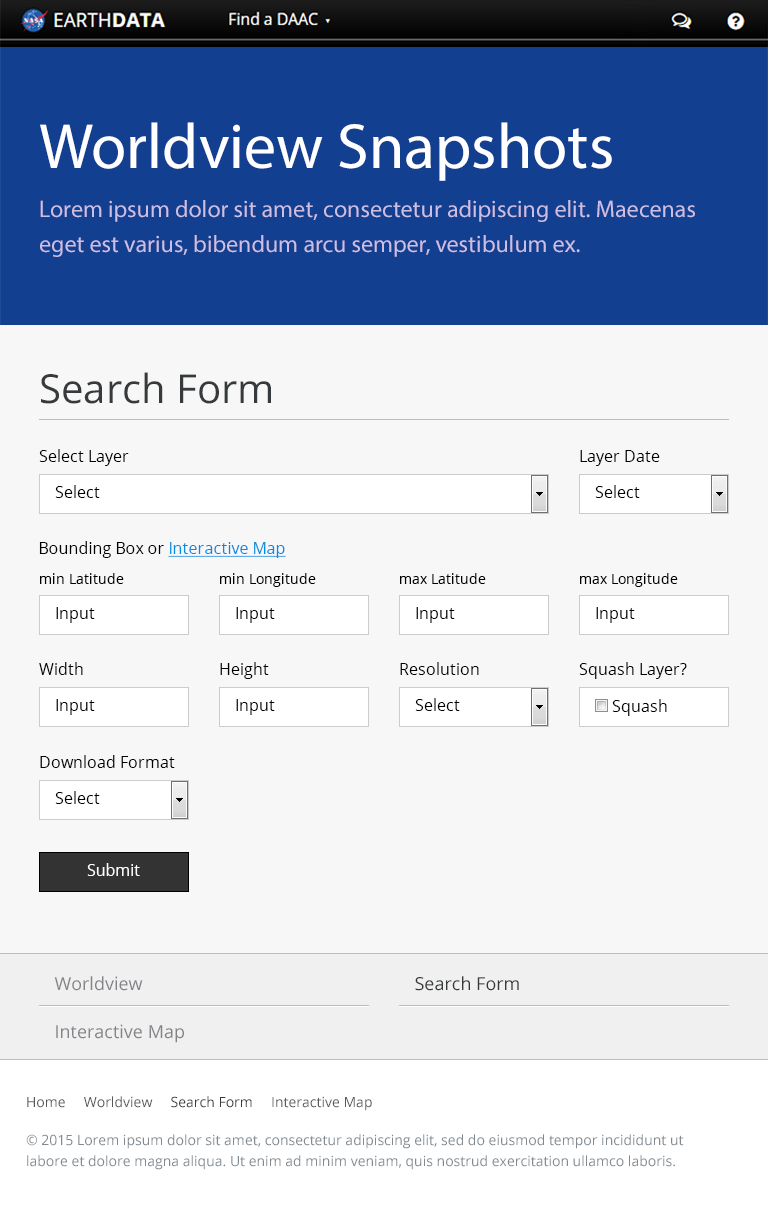 NASA EARTHDATA Find a DAAC
Worldview Snapshots
Lorem ipsum dolor sit amet, consectetur adipiscing elit. Maecenas
eget est varius, bibendum arcu semper, vestibulum ex.
Search Form
Select Layer Layer Date
Select Select
Bounding Box or Interactive Map
min Latitude min Longitude max Latitude max Longitude
Input Input Input Input
Width Height Resolution Squash Layer?
Input Input Select Squash
Download Format
Select
Submit
Worldview Search Form
Interactive Map
Home Worldview Search Form Interactive Map
© 2015 Lorem ipsum dolor sit amet, consectetur adipiscing elit, sed do eiusmod tempor incididunt ut
labore et dolore magna aliqua. Ut enim ad minim veniam, quis nostrud exercitation ullamco laboris.